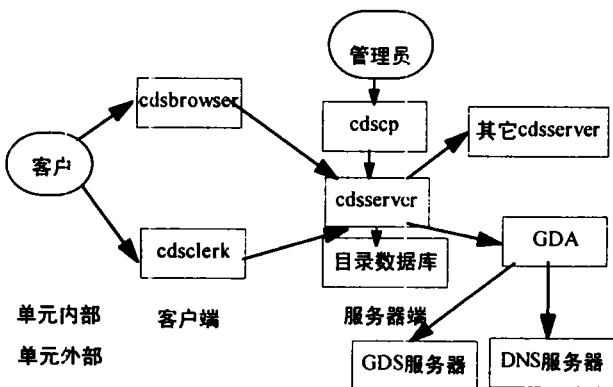 管理员
cdsbrowser
cdscp
其它cdsserver
客户
cdsserver
cdsclerk
目录数据库
GDA
单元内部
客户端
服务器端
单元外部
GDS服务器
DNS服务器